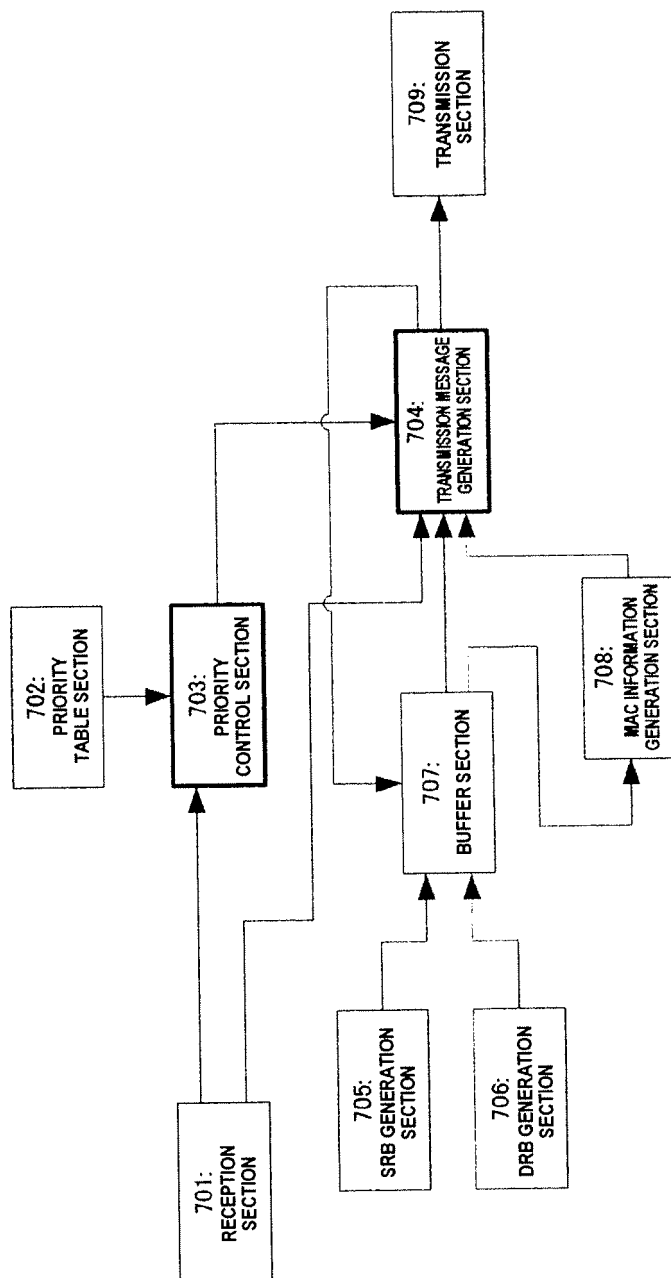 701:
RECEPTION
SECTION
702:
PRIORITY
TABLE SECTION
703:
PRIORITY
CONTROL SECTION
704:
TRANSMISSION MESSAGE
GENERATION SECTION
705:
SRB GENERATION
SECTION
706:
DRB GENERATION
SECTION
707:
BUFFER SECTION
708:
MAC INFORMATION
GENERATION SECTION
709:
TRANSMISSION
SECTION